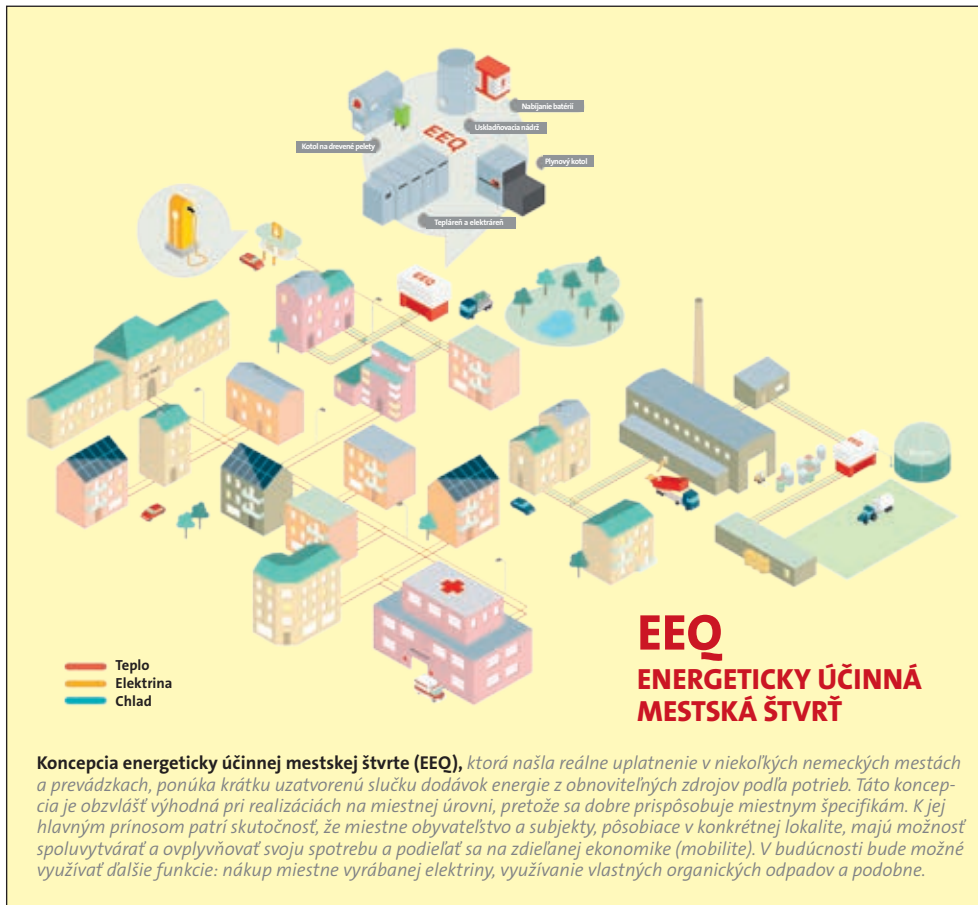 Nabíjanie batérií
Uskladňovacia nádrž
EEQ
Kotol na drevené pelety
Plynový kotol
Tepláreň a elektráreň
EEQ
EEQ
EEQ
ENERGETICKY ÚČINNÁ
MESTSKÁ ŠTVRŤ
Teplo
Elektrina
Chlad
Koncepcia energeticky účinnej mestskej štvrte (EEQ), ktorá našla reálne uplatnenie v niekoľkých nemeckých mestách
a prevádzkach, ponúka krátku uzatvorenú slučku dodávok energie z obnoviteľných zdrojov podľa potrieb. Táto koncep-
cia je obzvlášť výhodná pri realizáciách na miestnej úrovni, pretože sa dobre prispôsobuje miestnym špecifikám. K jej
hlavným prínosom patrí skutočnosť, že miestne obyvateľstvo a subjekty, pôsobiace v konkrétnej lokalite, majú možnosť
spoluvytvárať a ovplyvňovať svoju spotrebu a podieľať sa na zdieľanej ekonomike (mobilite). V budúcnosti bude možné
využívať ďalšie funkcie: nákup miestne vyrábanej elektriny, využívanie vlastných organických odpadov a podobne.